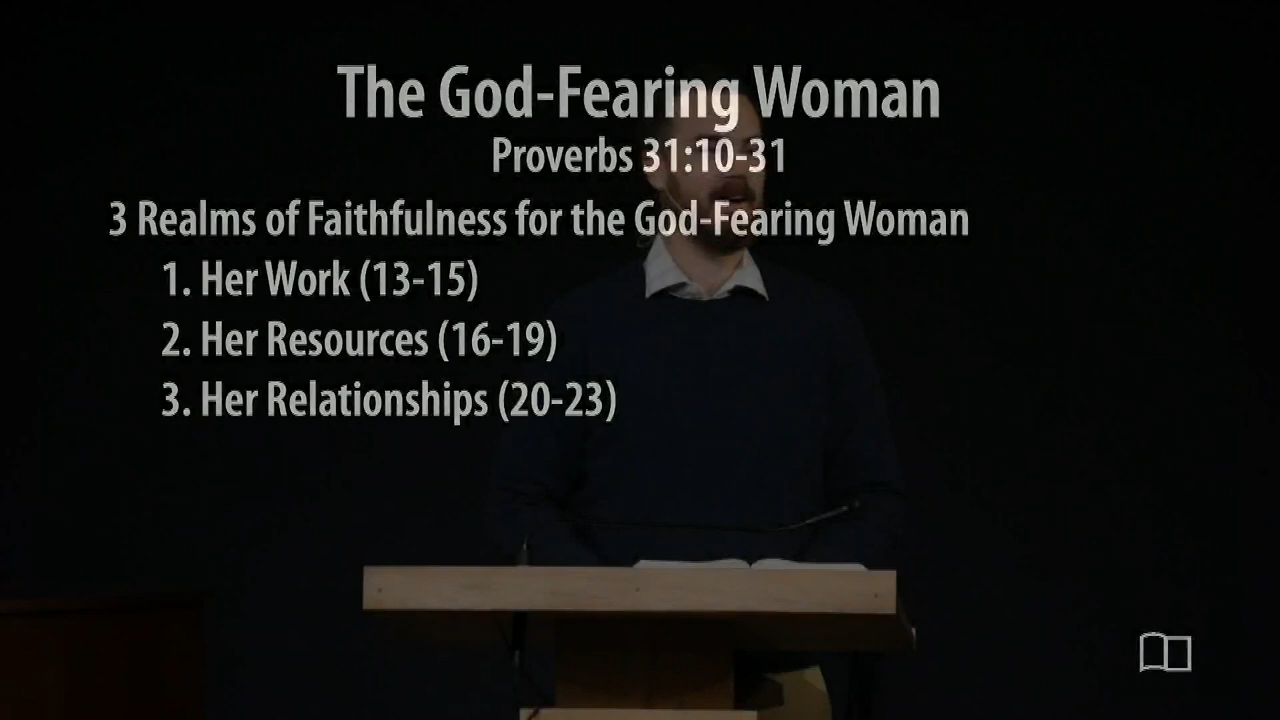 The God-Fearing Woman
Proverbs 31:10-31
3 Realms of Faithfulness for the God-Fearing Woman
1. Her Work (13-15)
2. Her Resources (16-19)
3. Her Relationships (20-23)